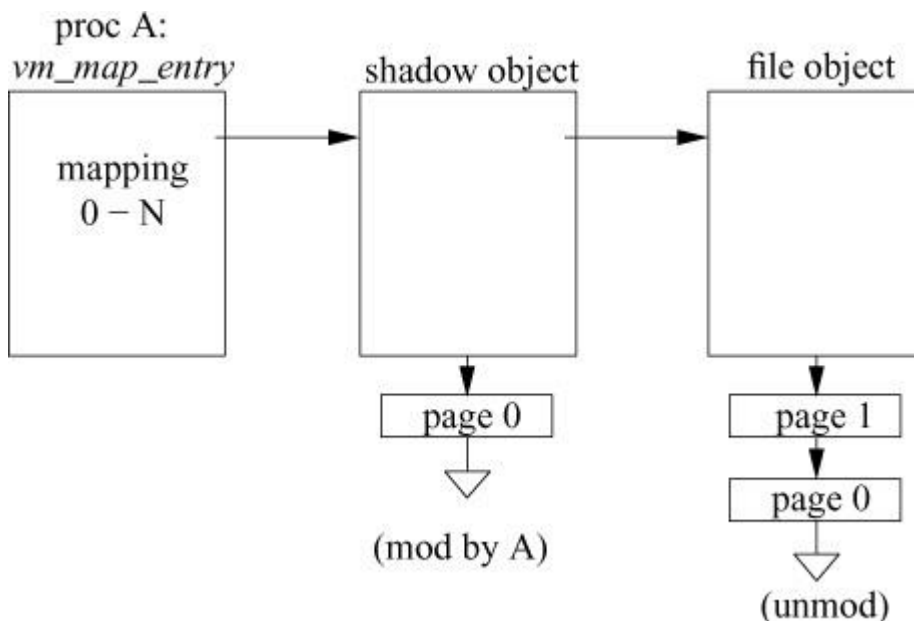 proc A:
vm_map_entry
shadow object
file object
mapping
0 − N
page 0
(mod by A)
page 1
page 0
(unmod)